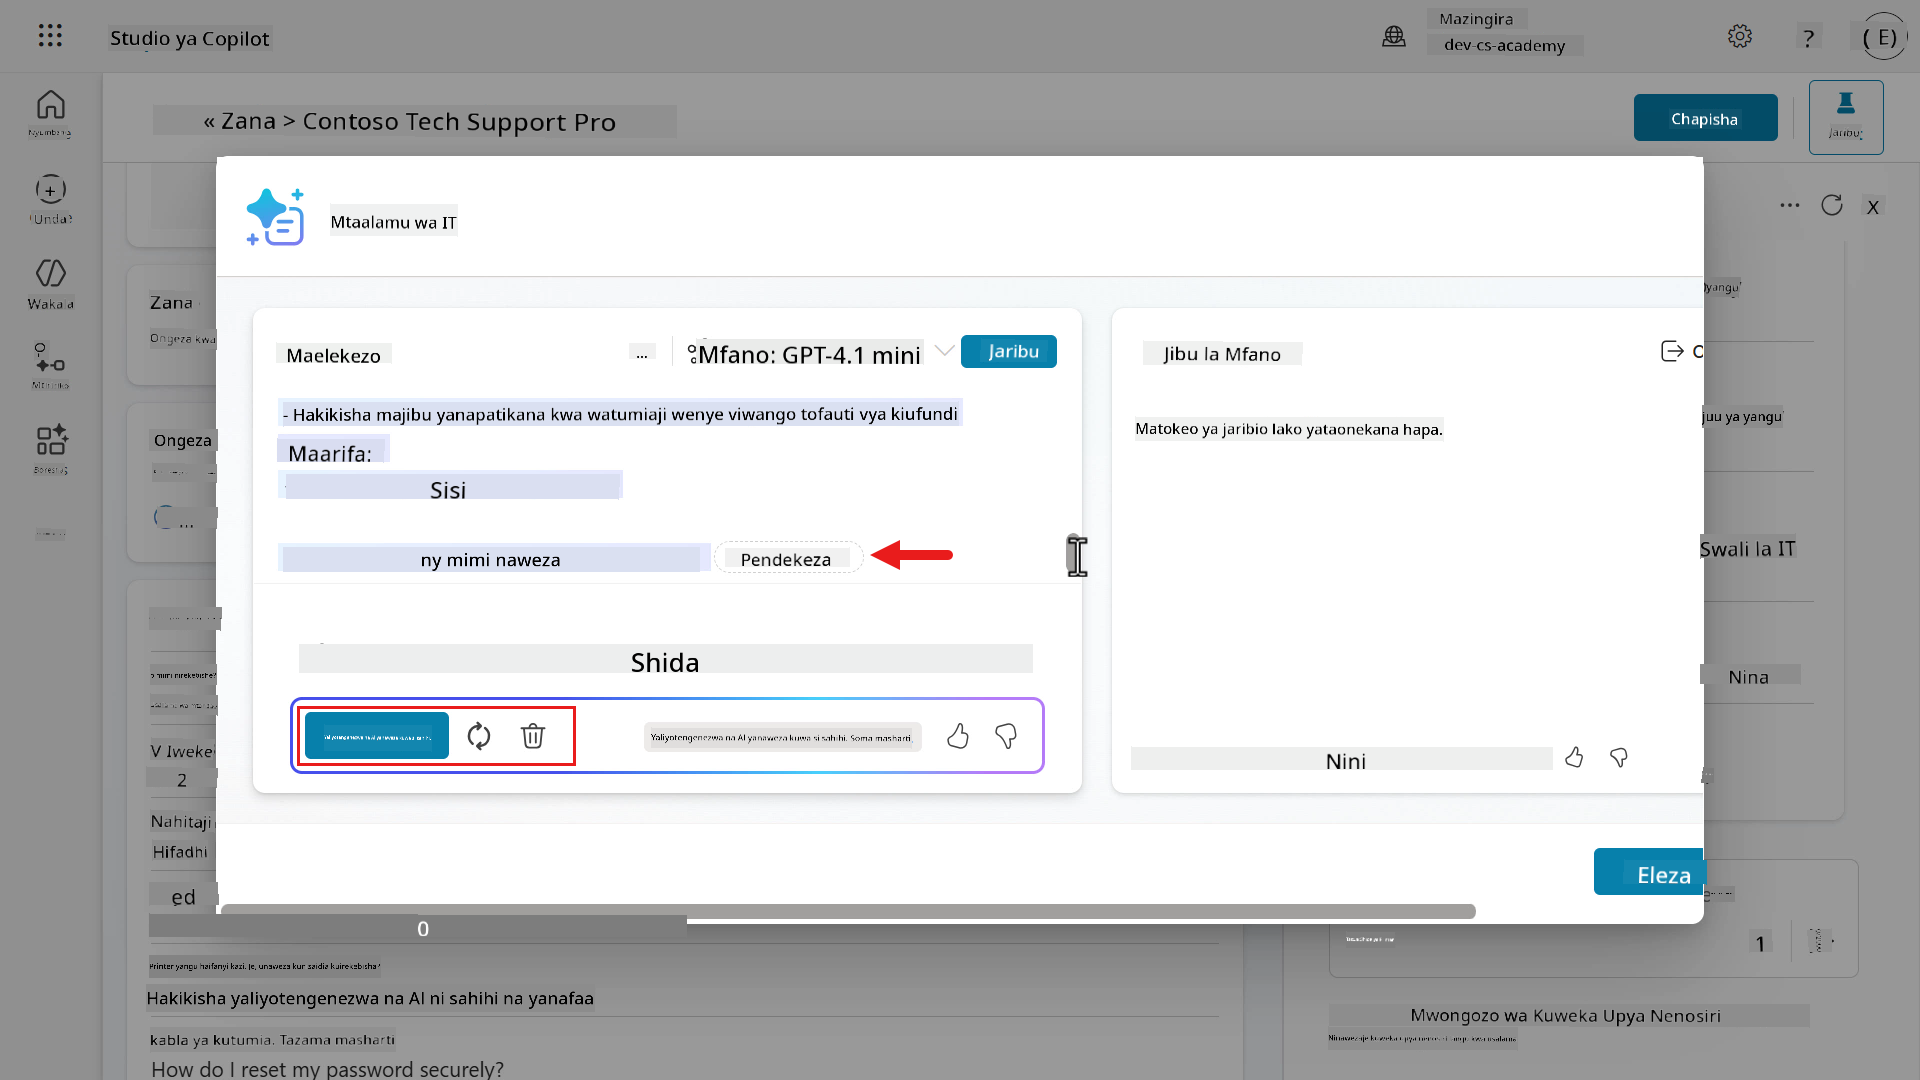 Studio ya Copilot
Mazingira
dev-cs-academy
?
( E)
« Zana > Contoso Tech Support Pro
Chapisha
Jaribu
Unda
Wakala
Mtaalamu wa IT
X
Zana
Ongeza kwa
Maelekezo
...
Mfano: GPT-4.1 mini
Jaribu
Jibu la Mfano
- Hakikisha majibu yanapatikana kwa watumiaji wenye viwango tofauti vya kiufundi
Matokeo ya jaribio lako yataonekana hapa.
juu ya yangu
Ongeza
Maarifa:
Sisi
...
ny mimi naweza
Pendekeza
Swali la IT
Shida
Nina
Yaliyotengenezwa na AI yanaweza kuwa si sahihi. Soma masharti
V Iweke
2
Nini
Nahitaji
Hifadhi
ed
Eleza
0
1
Printer yangu haifanyi kazi. Je, unaweza kun saidia kuirekebisha?
Hakikisha yaliyotengenezwa na AI ni sahihi na yanafaa
Mwongozo wa Kuweka Upya Nenosiri
kabla ya kutumia. Tazama masharti
How do I reset my password securely?